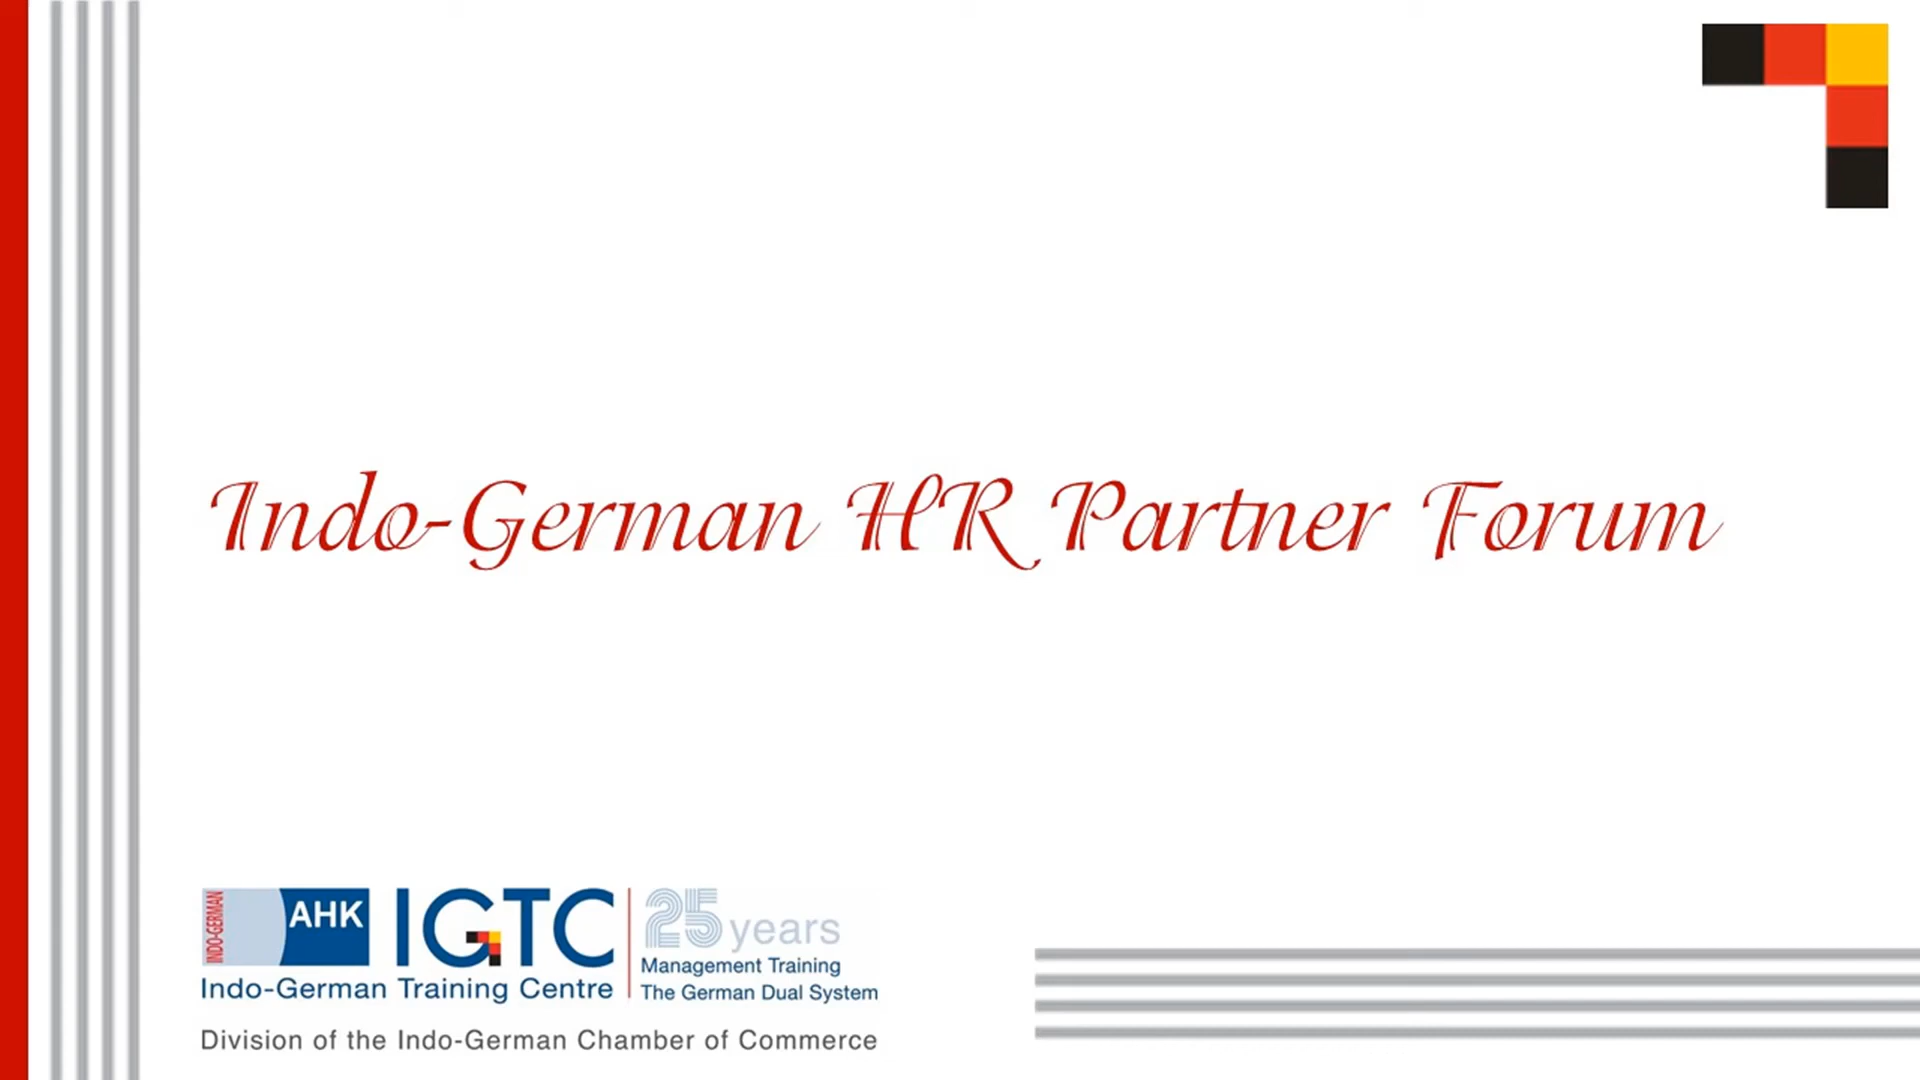 Indo-German HR Partner Forum
INDO-GERMAN
AHK
IGTC
25 years
Indo-German Training Centre
Management Training
The German Dual System
Division of the Indo-German Chamber of Commerce